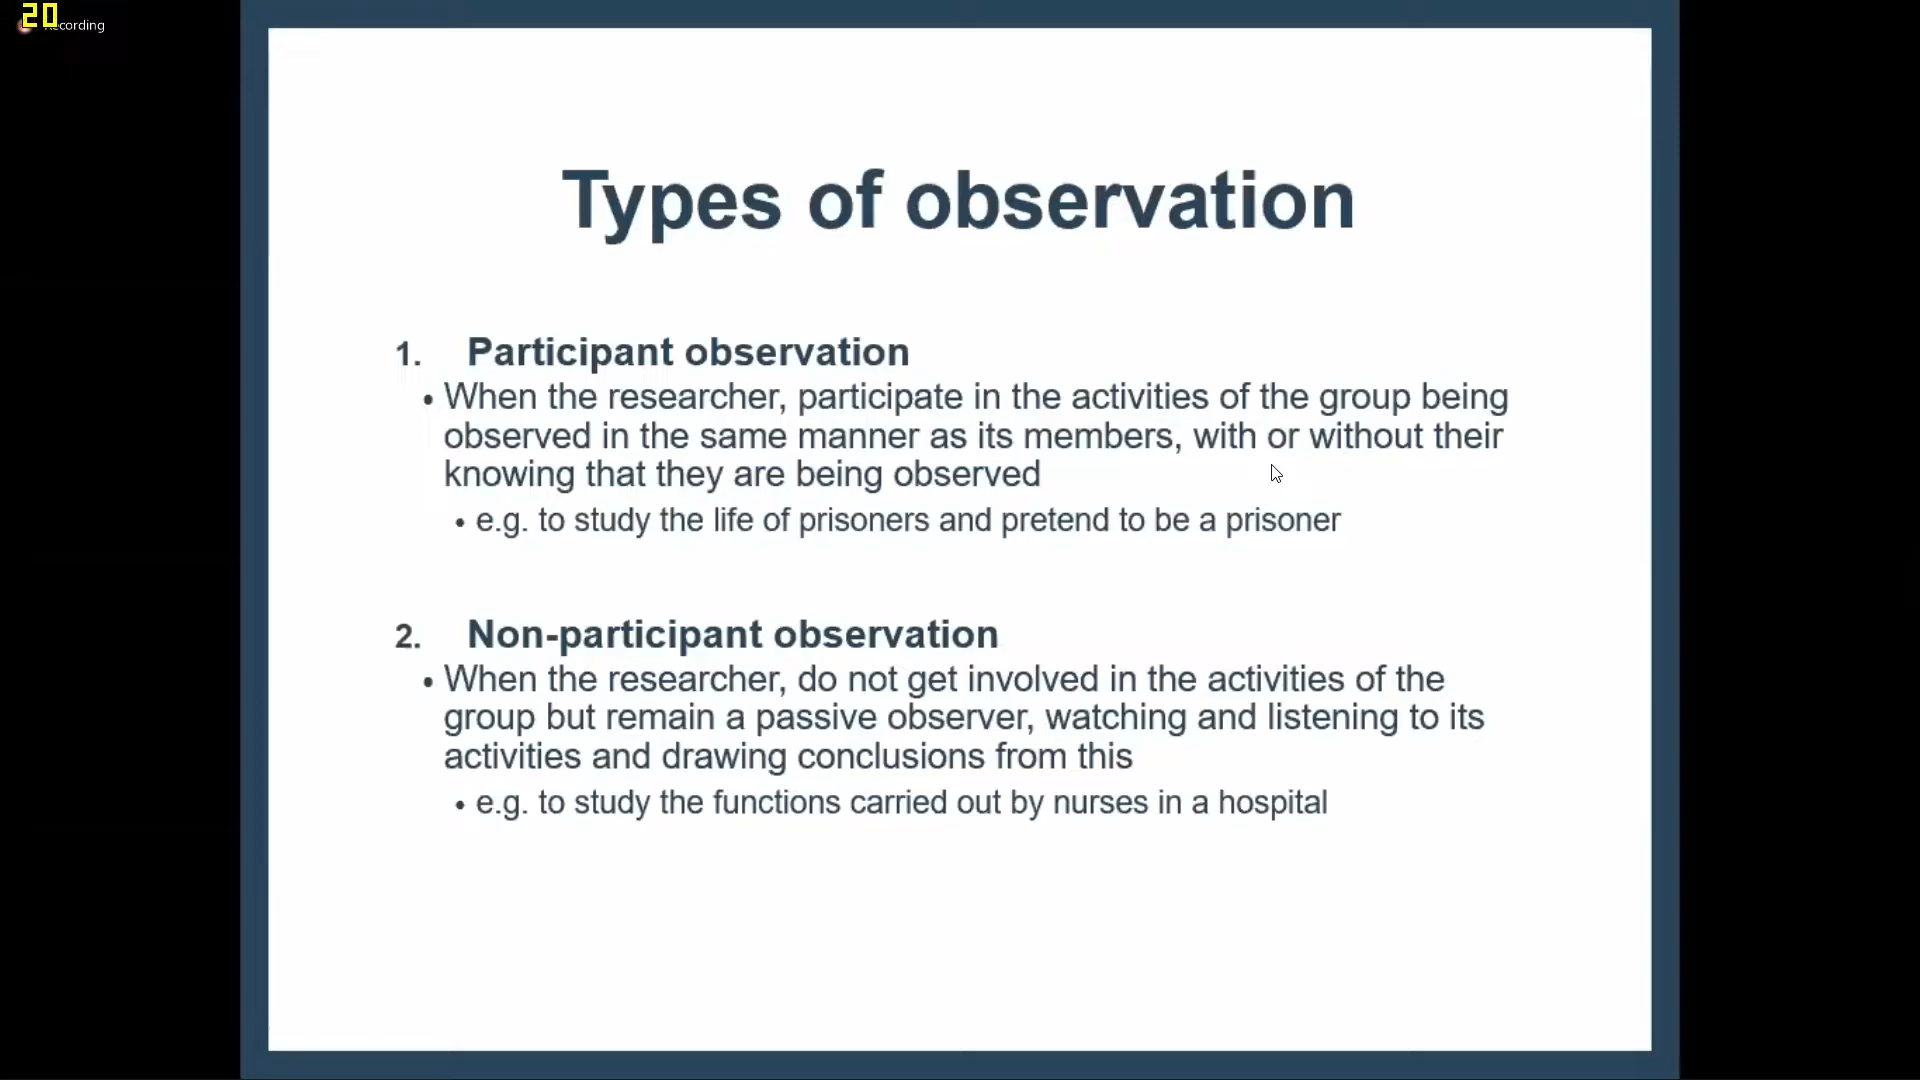 20
Recording
Types of observation
1. Participant observation
• When the researcher, participate in the activities of the group being
observed in the same manner as its members, with or without their
knowing that they are being observed
• e.g. to study the life of prisoners and pretend to be a prisoner
2. Non-participant observation
• When the researcher, do not get involved in the activities of the
group but remain a passive observer, watching and listening to its
activities and drawing conclusions from this
• e.g. to study the functions carried out by nurses in a hospital